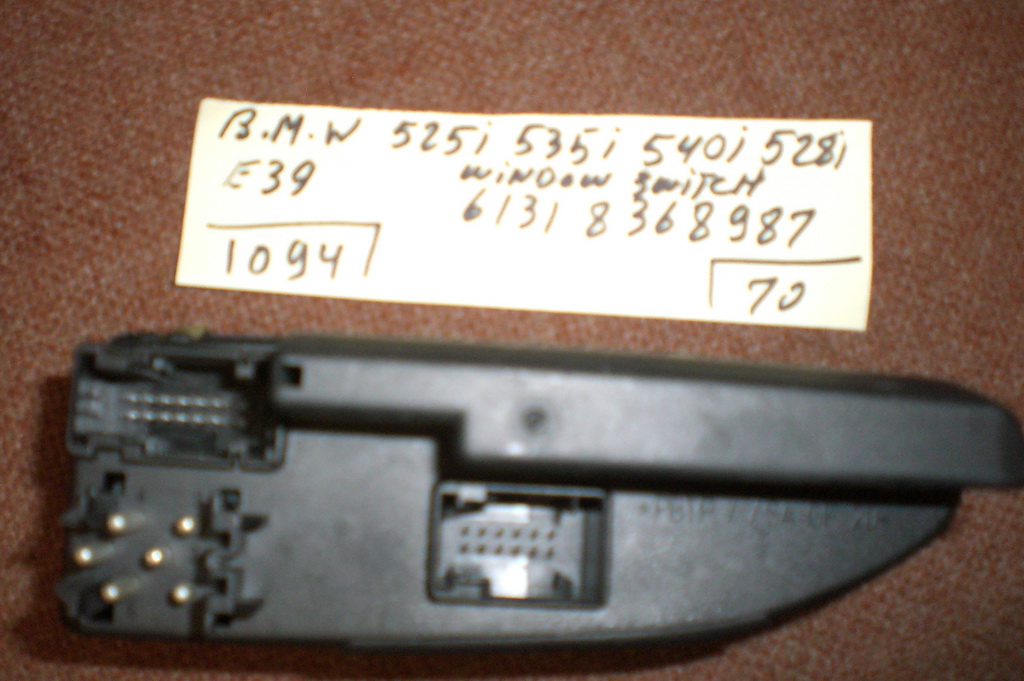 B.M.W 525i 535i 540i 528i
E39 WINDOW SWITCH
6131 8368987
1094
70